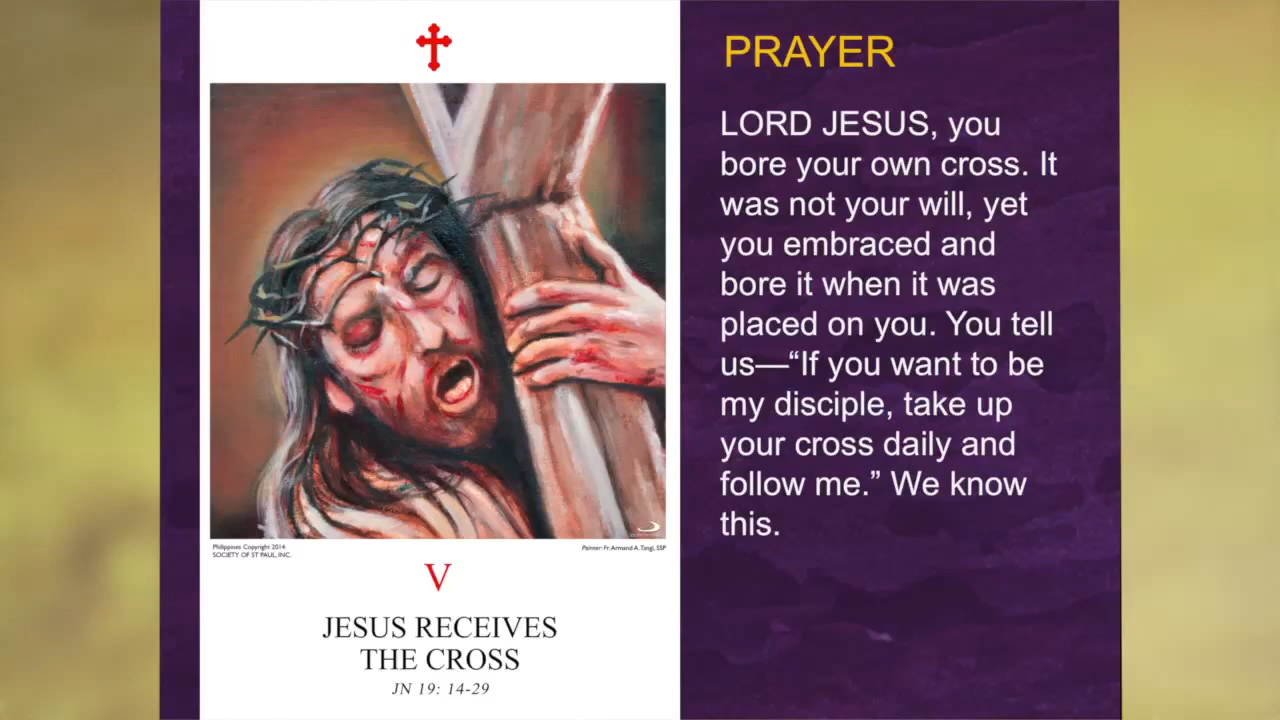 PRAYER
LORD JESUS, you
bore your own cross. It
was not your will, yet
you embraced and
bore it when it was
placed on you. You tell
us—“If you want to be
my disciple, take up
your cross daily and
follow me.” We know
this.
Philippines Copyright 2014
SOCIETY OF ST PAUL, INC.
Painter: Fr. Armand A. Tangi, SSP
V
JESUS RECEIVES
THE CROSS
JN 19: 14-29